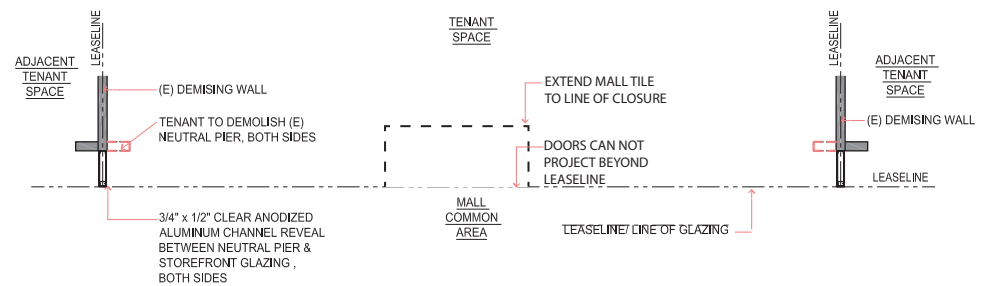 TENANT
SPACE
LEASELINE
LEASELINE
ADJACENT
TENANT
SPACE
ADJACENT
TENANT
SPACE
(E) DEMISING WALL
EXTEND MALL TILE
TO LINE OF CLOSURE
TENANT TO DEMOLISH (E)
NEUTRAL PIER, BOTH SIDES
(E) DEMISING WALL
DOORS CAN NOT
PROJECT BEYOND
LEASELINE
LEASELINE
MALL
COMMON
AREA
3/4" x 1/2" CLEAR ANODIZED
ALUMINUM CHANNEL REVEAL
BETWEEN NEUTRAL PIER &
STOREFRONT GLAZING ,
BOTH SIDES
LEASELINE/ LINE OF GLAZING